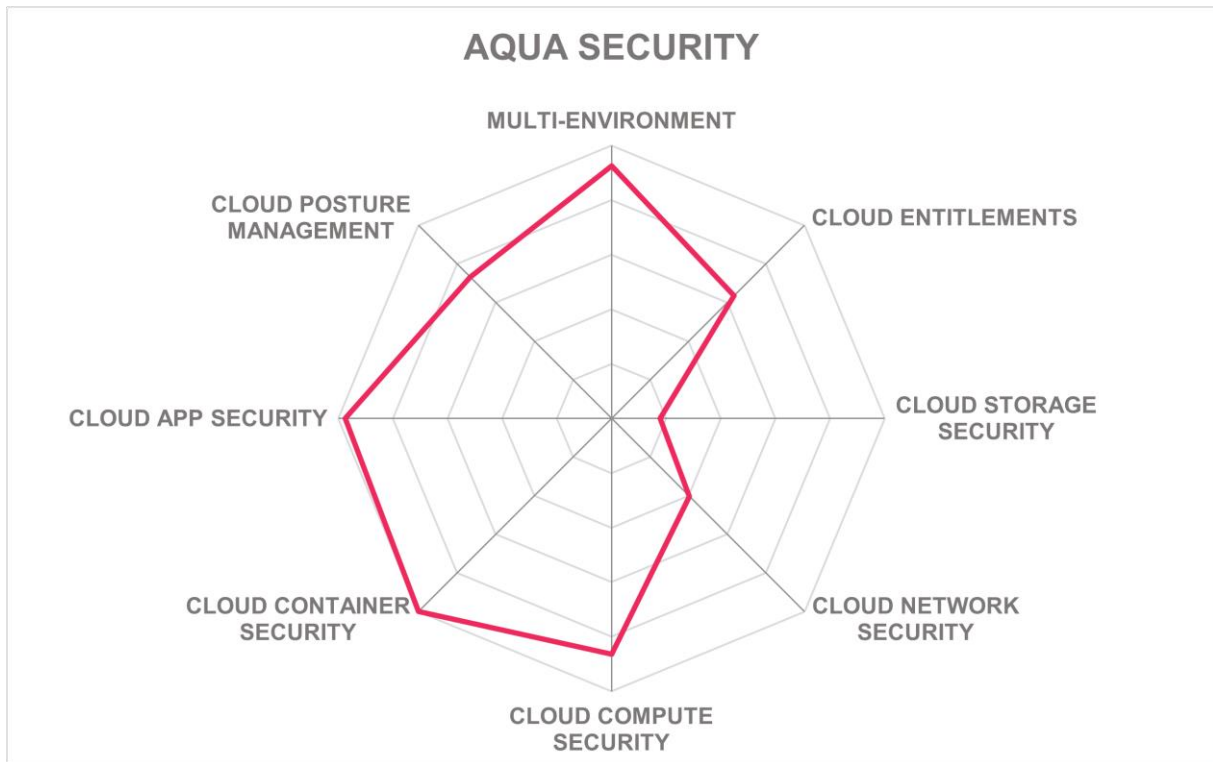 AQUA SECURITY
MULTI-ENVIRONMENT
CLOUD POSTURE
MANAGEMENT
CLOUD ENTITLEMENTS
CLOUD APP SECURITY
CLOUD STORAGE
SECURITY
CLOUD CONTAINER
SECURITY
CLOUD NETWORK
SECURITY
CLOUD COMPUTE
SECURITY